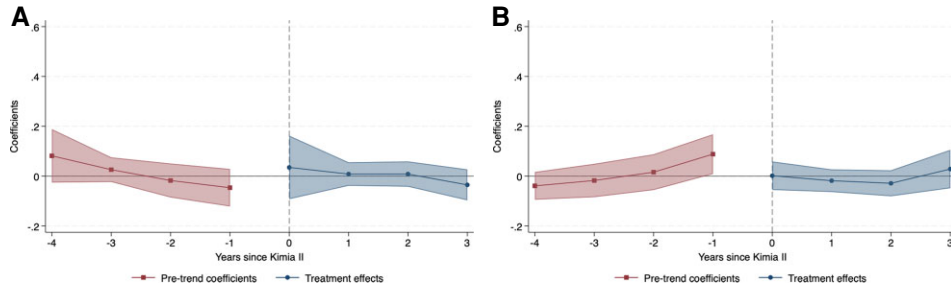 A
.6
.4
.2
0
-.2
Coefficients
-4 -3 -2 -1 0 1 2 3
Years since Kimia II
Pre-trend coefficients Treatment effects
B
.6
.4
.2
0
-.2
Coefficients
-4 -3 -2 -1 0 1 2 3
Years since Kimia II
Pre-trend coefficients Treatment effects